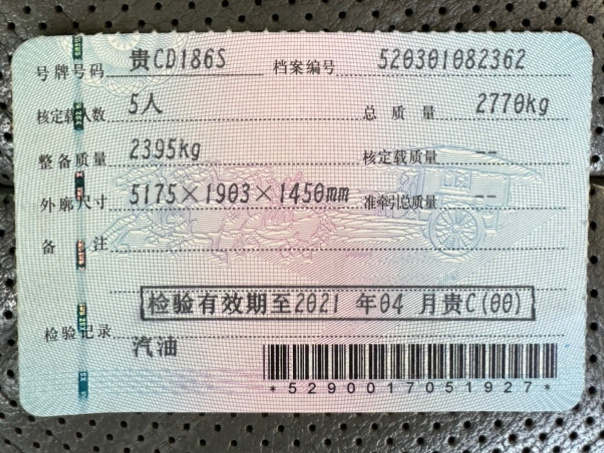 号牌号码 贵CD186S 档案编号 520301082362
核定载人数 5人 总质量 2770kg
整备质量 2395kg 核定载质量 --
外廓尺寸 5175×1903×1450mm 准牵引总质量 --
备注
检验有效期至2021年04月贵C(00)
检验记录
汽油
*5290017051927*